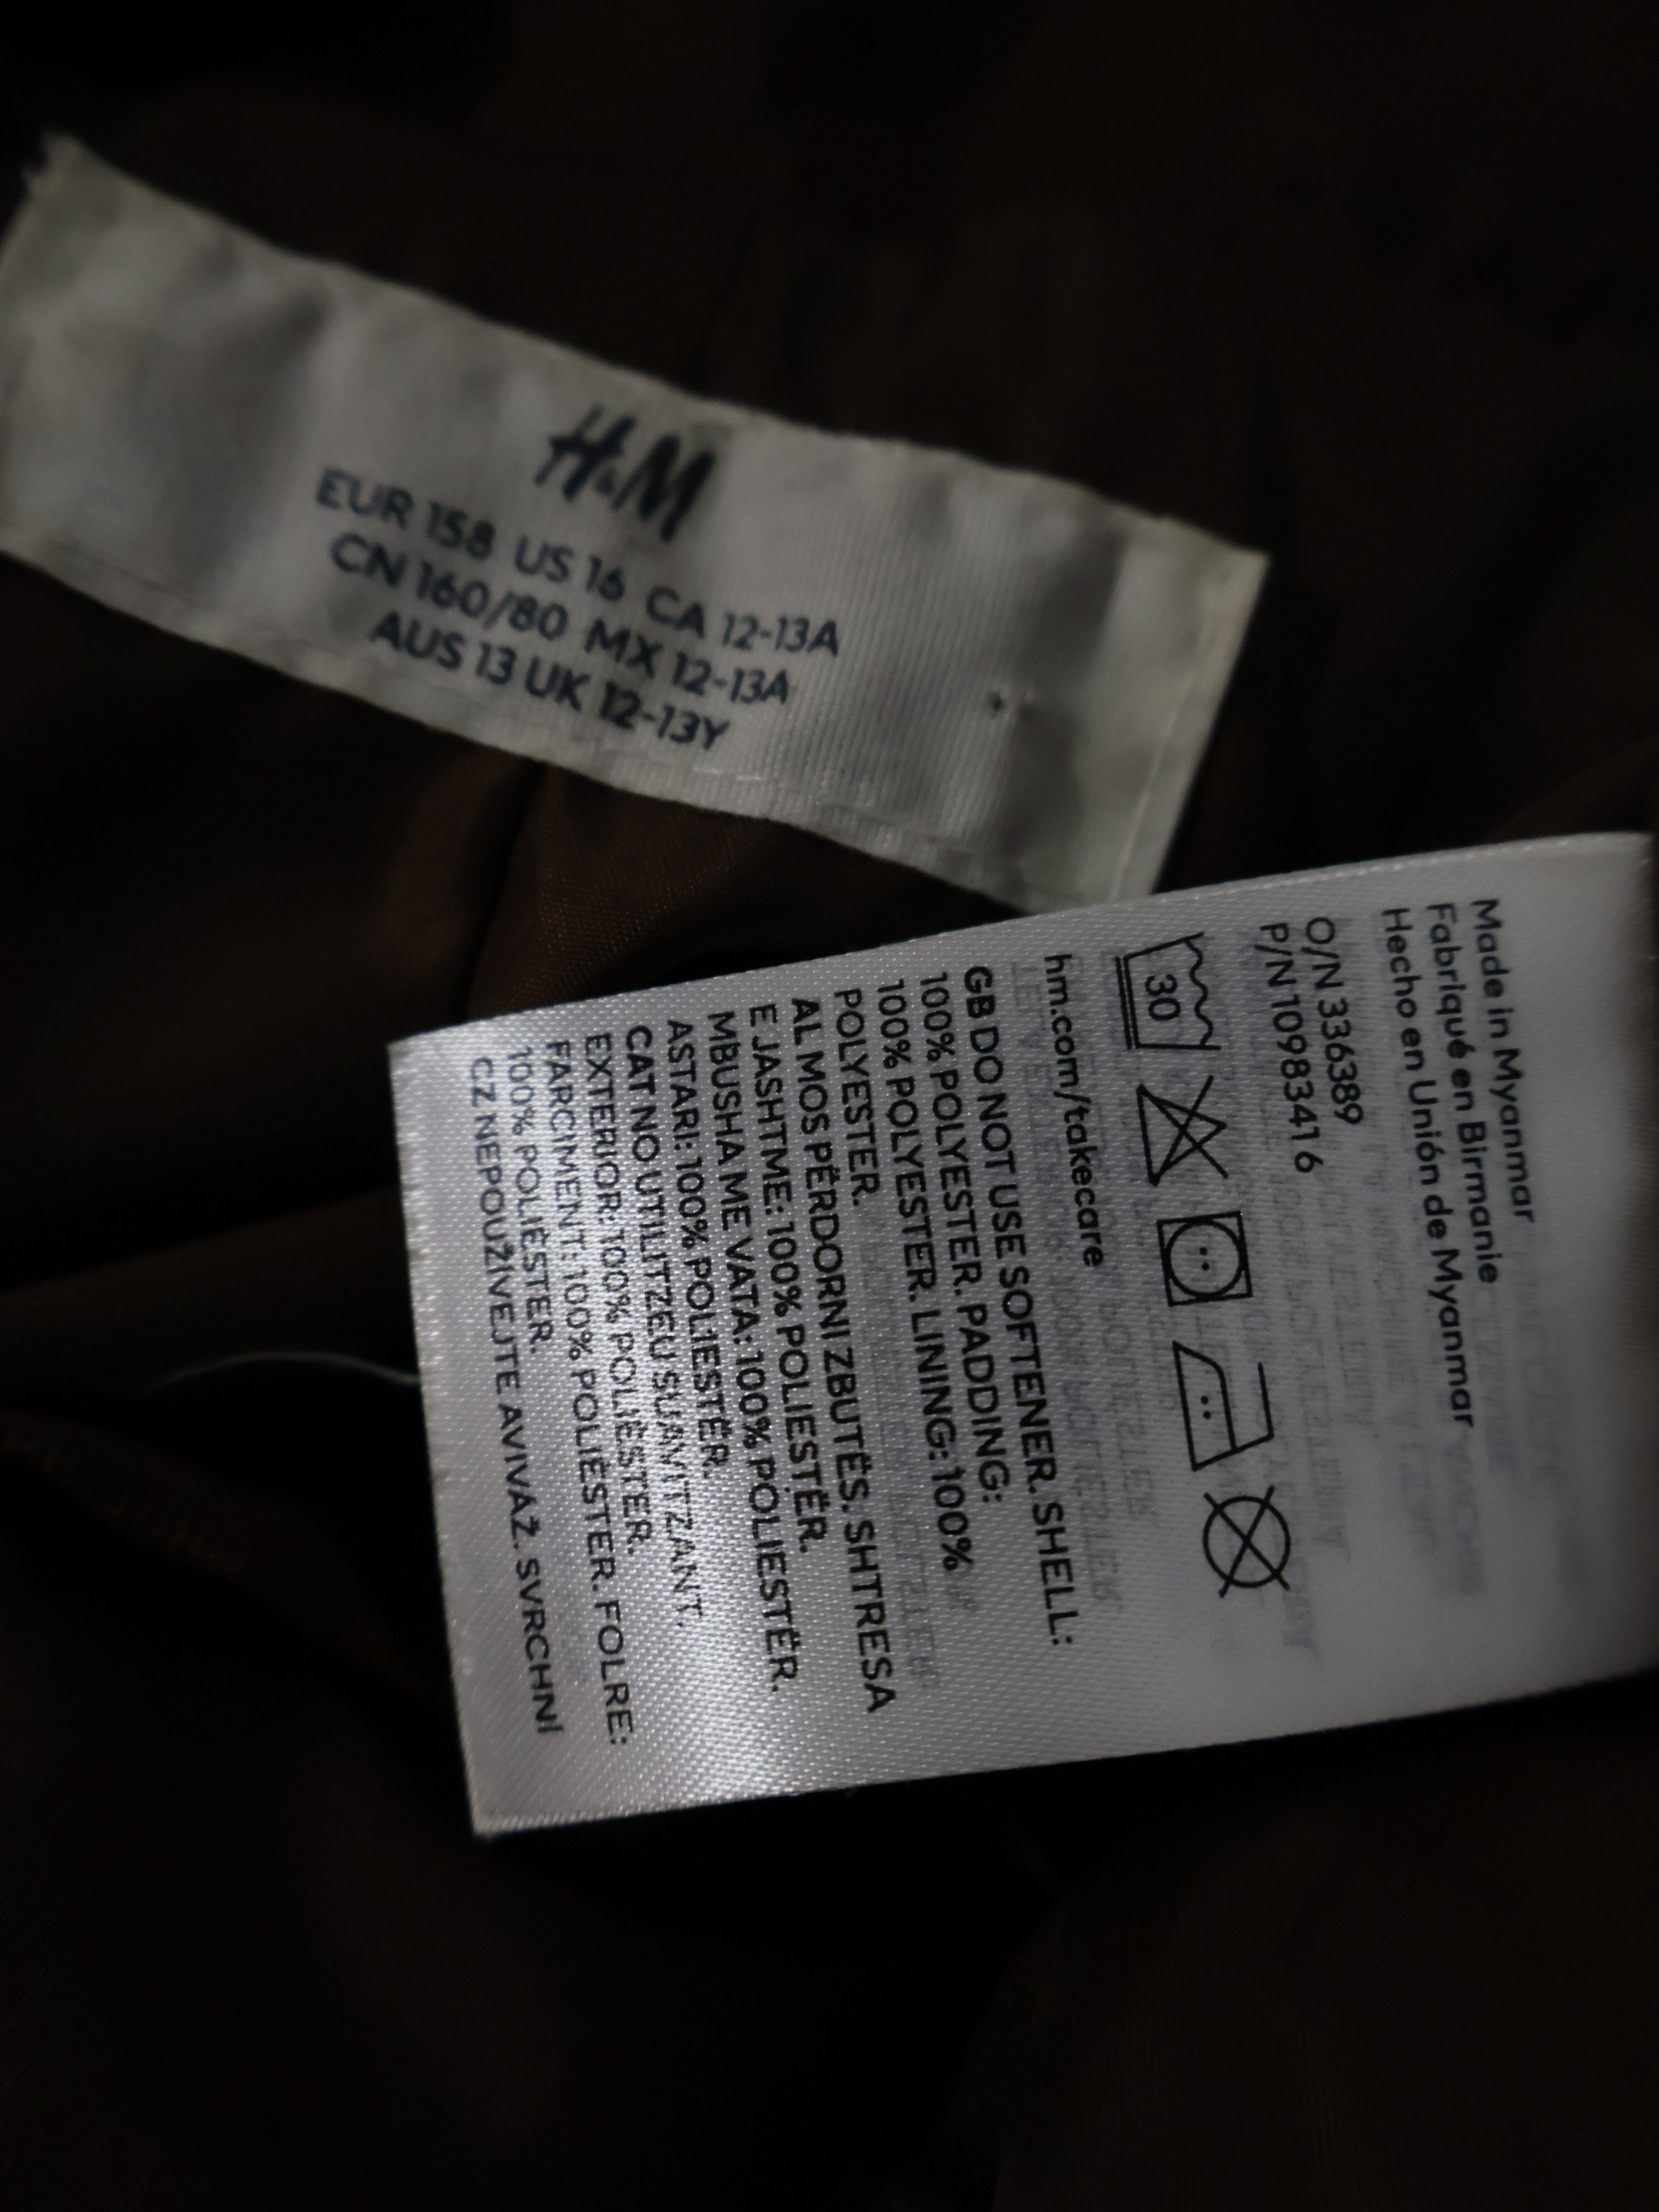 H&M
EUR 158 US 16 CA 12-13A
CN 160/80 MX 12-13A
AUS 13 UK 12-13Y
Made in Myanmar
Fabriqué en Birmanie
Hecho en Unión de Myanmar
O/N 336389
P/N 1098341 6
30
hm.com/takecare
GB DO NOT USE SOFTENER. SHELL:
100% POLYESTER. PADDING:
100% POLYESTER. LINING: 100%
POLYESTER.
AL MOS PËRDORNI ZBUTËS. SHTRESA
E JASHTME: 100% POLIESTËR.
MBUSHA ME VATA: 100% POLIESTËR.
ASTARI: 100% POLIESTËR.
CAT NO UTILITZEU SUAVITZANT.
EXTERIOR: 100% POLIÈSTER.
FARCIMENT: 100% POLIÈSTER. FOLRE:
100% POLIÈSTER.
CZ NEPOUŽÍVEJTE AVIVÁŽ. SVRCHNÍ